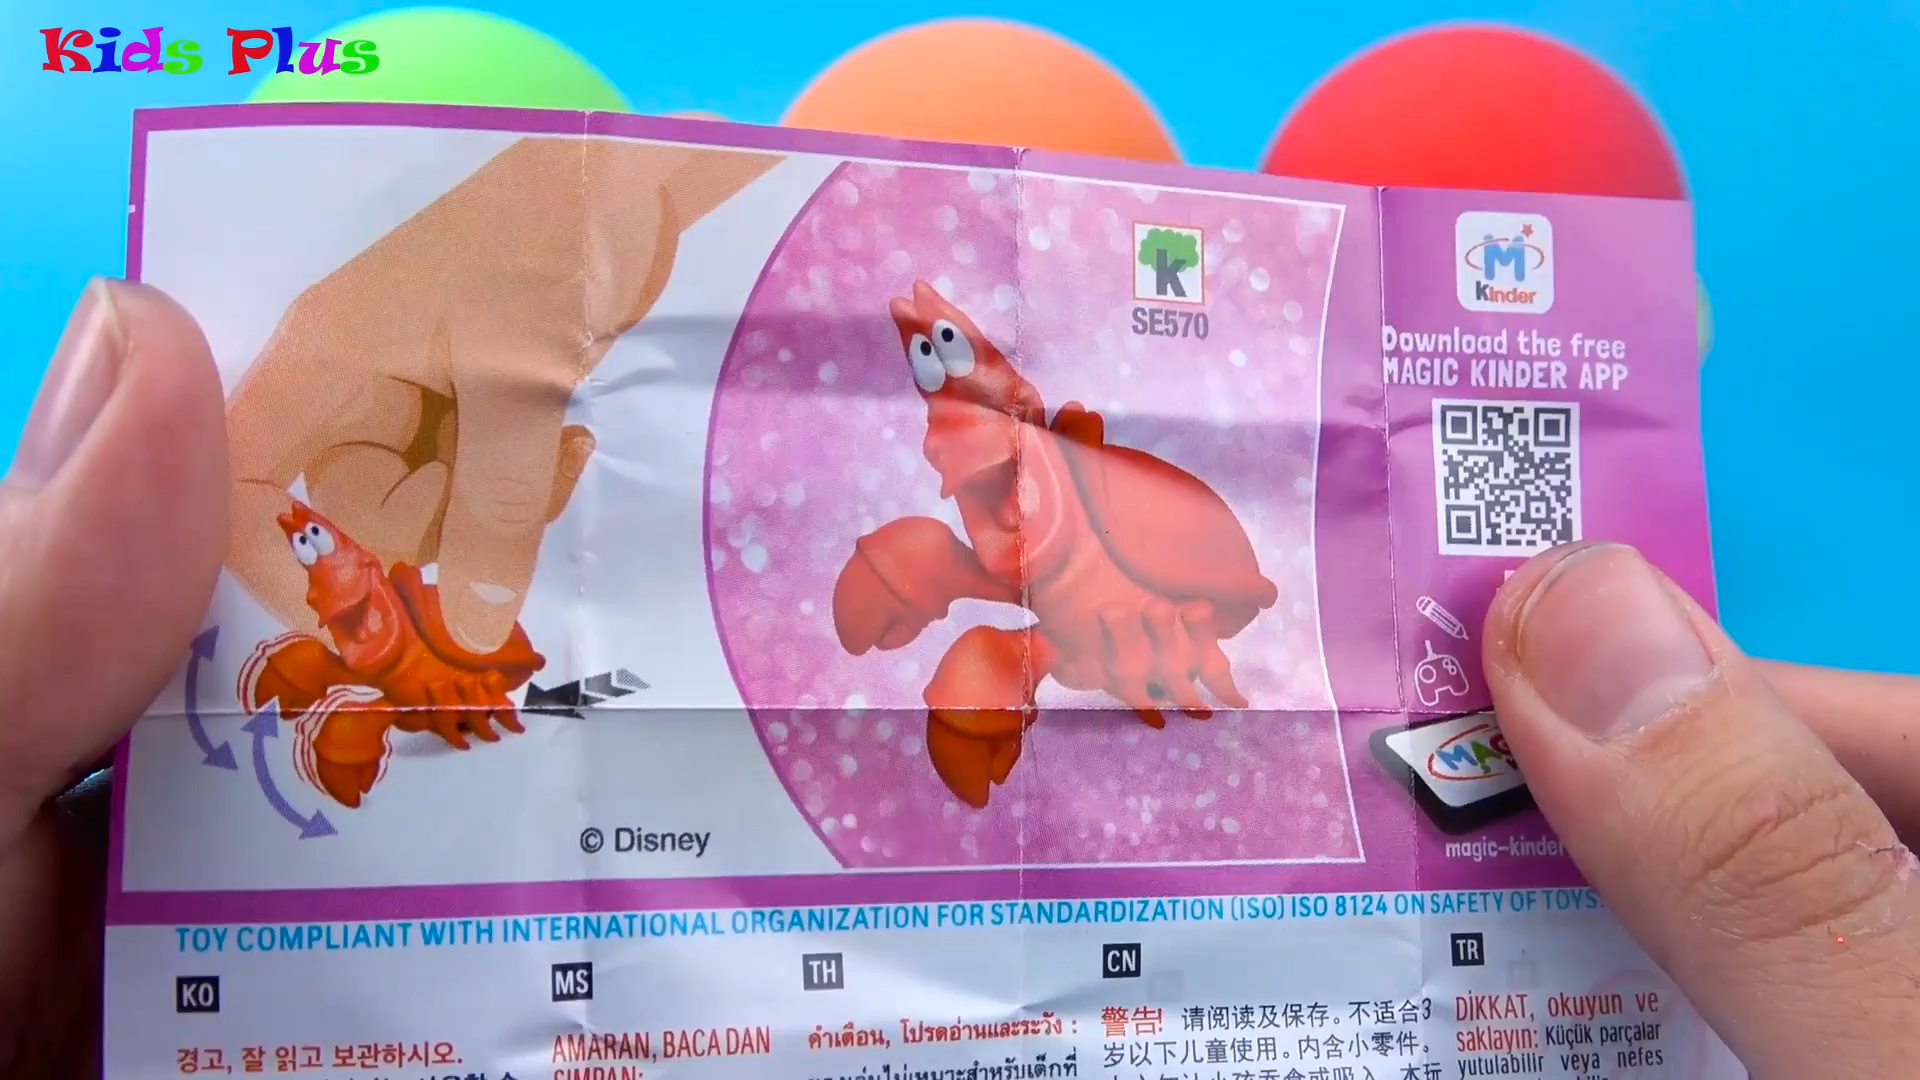 Kids Plus
K
SE570
M
Kinder
Download the free
MAGIC KINDER APP
© Disney
magic-kinder
TOY COMPLIANT WITH INTERNATIONAL ORGANIZATION FOR STANDARDIZATION (ISO) ISO 8124 ON SAFETY OF TOYS.
KO
경고, 잘 읽고 보관하시오.
MS
AMARAN, BACA DAN
SIMPAN:
TH
คำเตือน, โปรดอ่านและระวัง :
CN
警告! 请阅读及保存。不适合3
岁以下儿童使用。内含小零件。
TR
DİKKAT, okuyun ve
saklayın: Küçük parçalar
yutulabilir veya nefes